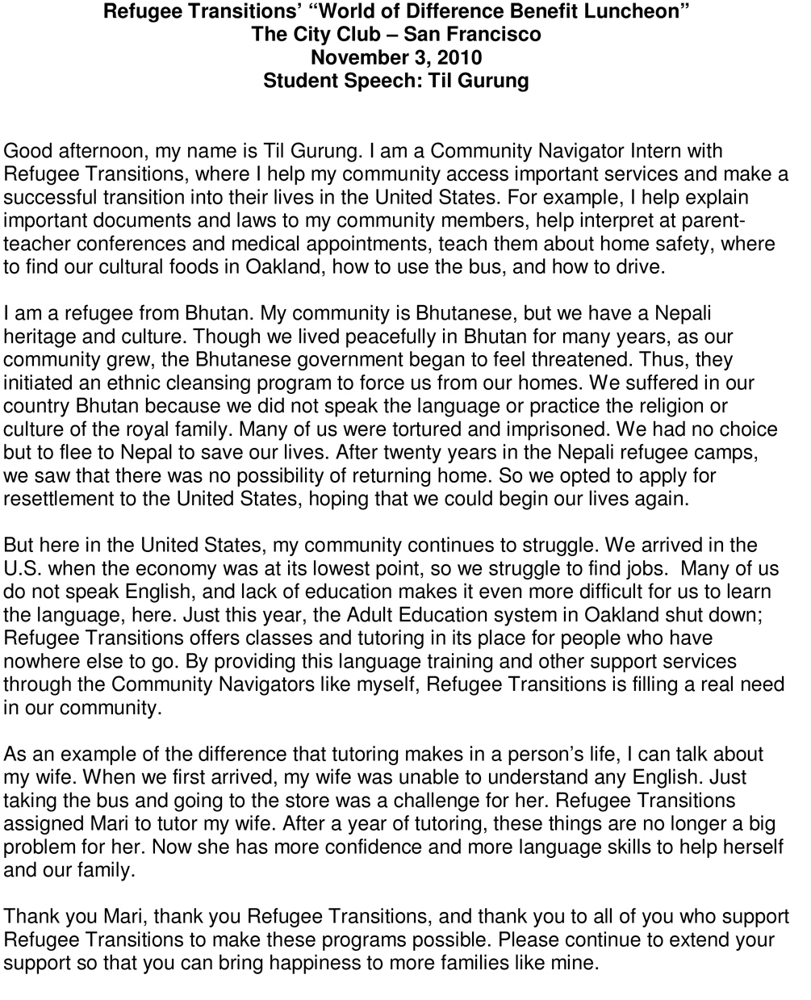 Refugee Transitions’ “World of Difference Benefit Luncheon”
The City Club – San Francisco
November 3, 2010
Student Speech: Til Gurung
Good afternoon, my name is Til Gurung. I am a Community Navigator Intern with
Refugee Transitions, where I help my community access important services and make a
successful transition into their lives in the United States. For example, I help explain
important documents and laws to my community members, help interpret at parent-
teacher conferences and medical appointments, teach them about home safety, where
to find our cultural foods in Oakland, how to use the bus, and how to drive.
I am a refugee from Bhutan. My community is Bhutanese, but we have a Nepali
heritage and culture. Though we lived peacefully in Bhutan for many years, as our
community grew, the Bhutanese government began to feel threatened. Thus, they
initiated an ethnic cleansing program to force us from our homes. We suffered in our
country Bhutan because we did not speak the language or practice the religion or
culture of the royal family. Many of us were tortured and imprisoned. We had no choice
but to flee to Nepal to save our lives. After twenty years in the Nepali refugee camps,
we saw that there was no possibility of returning home. So we opted to apply for
resettlement to the United States, hoping that we could begin our lives again.
But here in the United States, my community continues to struggle. We arrived in the
U.S. when the economy was at its lowest point, so we struggle to find jobs.  Many of us
do not speak English, and lack of education makes it even more difficult for us to learn
the language, here. Just this year, the Adult Education system in Oakland shut down;
Refugee Transitions offers classes and tutoring in its place for people who have
nowhere else to go. By providing this language training and other support services
through the Community Navigators like myself, Refugee Transitions is filling a real need
in our community.
As an example of the difference that tutoring makes in a person’s life, I can talk about
my wife. When we first arrived, my wife was unable to understand any English. Just
taking the bus and going to the store was a challenge for her. Refugee Transitions
assigned Mari to tutor my wife. After a year of tutoring, these things are no longer a big
problem for her. Now she has more confidence and more language skills to help herself
and our family.
Thank you Mari, thank you Refugee Transitions, and thank you to all of you who support
Refugee Transitions to make these programs possible. Please continue to extend your
support so that you can bring happiness to more families like mine.